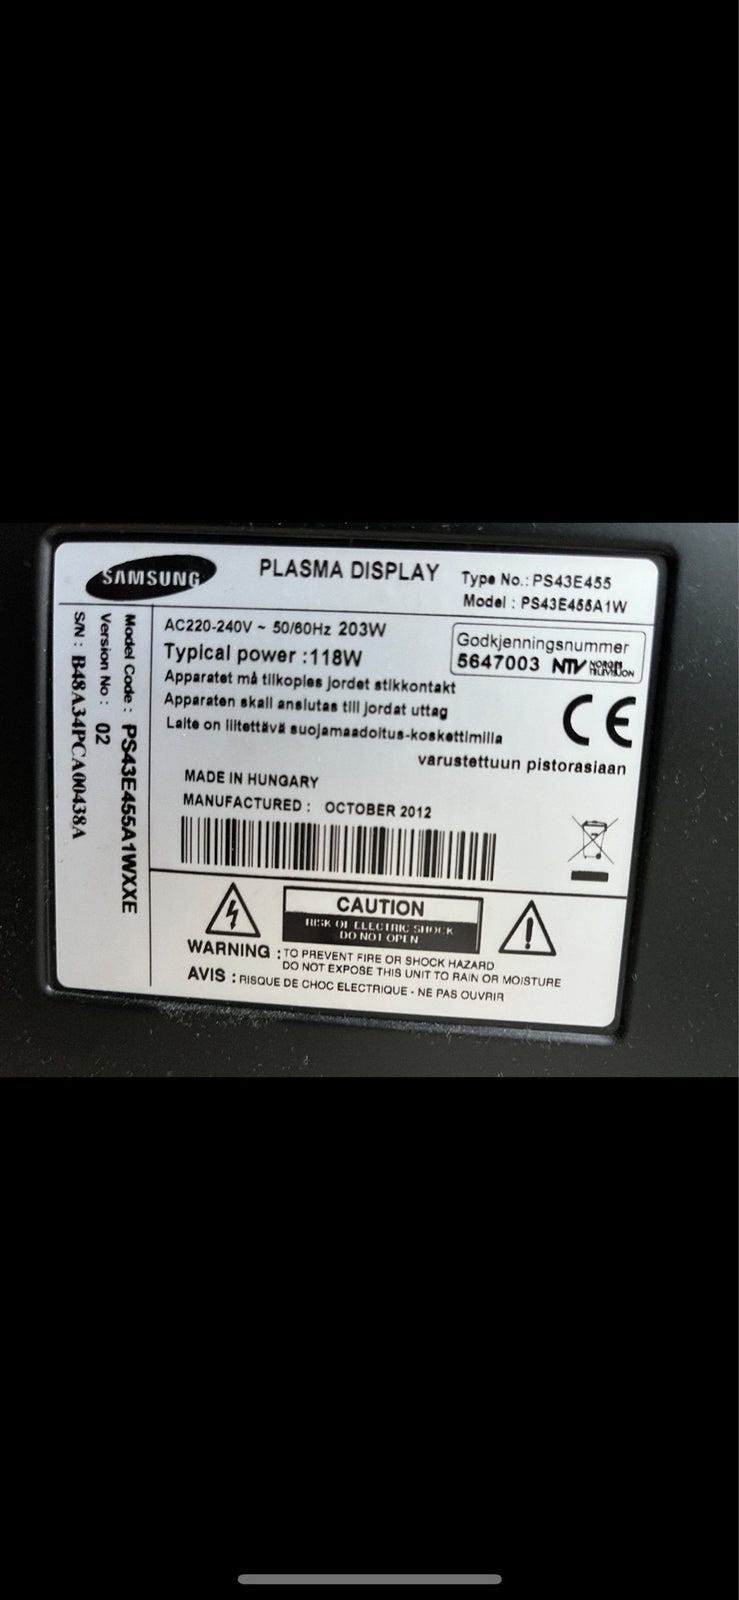 SAMSUNG
PLASMA DISPLAY
Type No.: PS43E455
Model : PS43E455A1W
AC220-240V ~ 50/60Hz 203W
Typical power :118W
Godkjenningsnummer
5647003 NTV NORGES TELEVISJON
Apparatet må tilkoples jordet stikkontakt
Apparaten skall anslutas till jordat uttag
Laite on liitettävä suojamaadoitus-koskettimilla
varustettuun pistorasiaan
CE
MADE IN HUNGARY
MANUFACTURED : OCTOBER 2012
Model Code : PS43E455A1WXXE
Version No : 02
S/N : B48A34PCA00438A
CAUTION
RISK OF ELECTRIC SHOCK
DO NOT OPEN
WARNING : TO PREVENT FIRE OR SHOCK HAZARD
DO NOT EXPOSE THIS UNIT TO RAIN OR MOISTURE
AVIS : RISQUE DE CHOC ELECTRIQUE - NE PAS OUVRIR